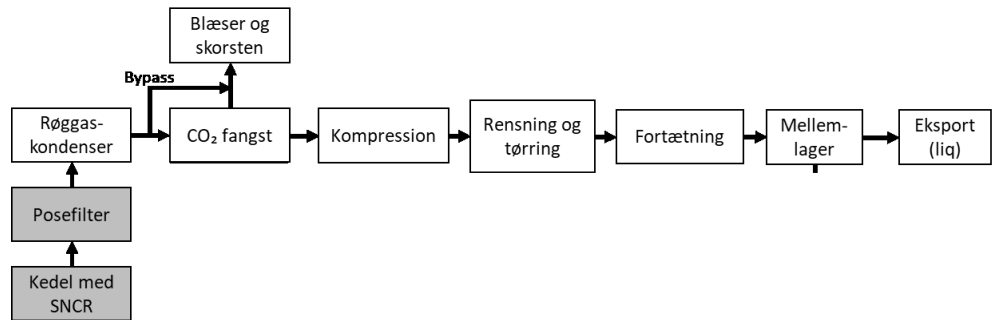 Blæser og
skorsten
Bypass
Røggas-
kondenser
CO₂ fangst
Kompression
Rensning og
tørring
Fortætning
Mellem-
lager
Eksport
(liq)
Posefilter
Kedel med
SNCR